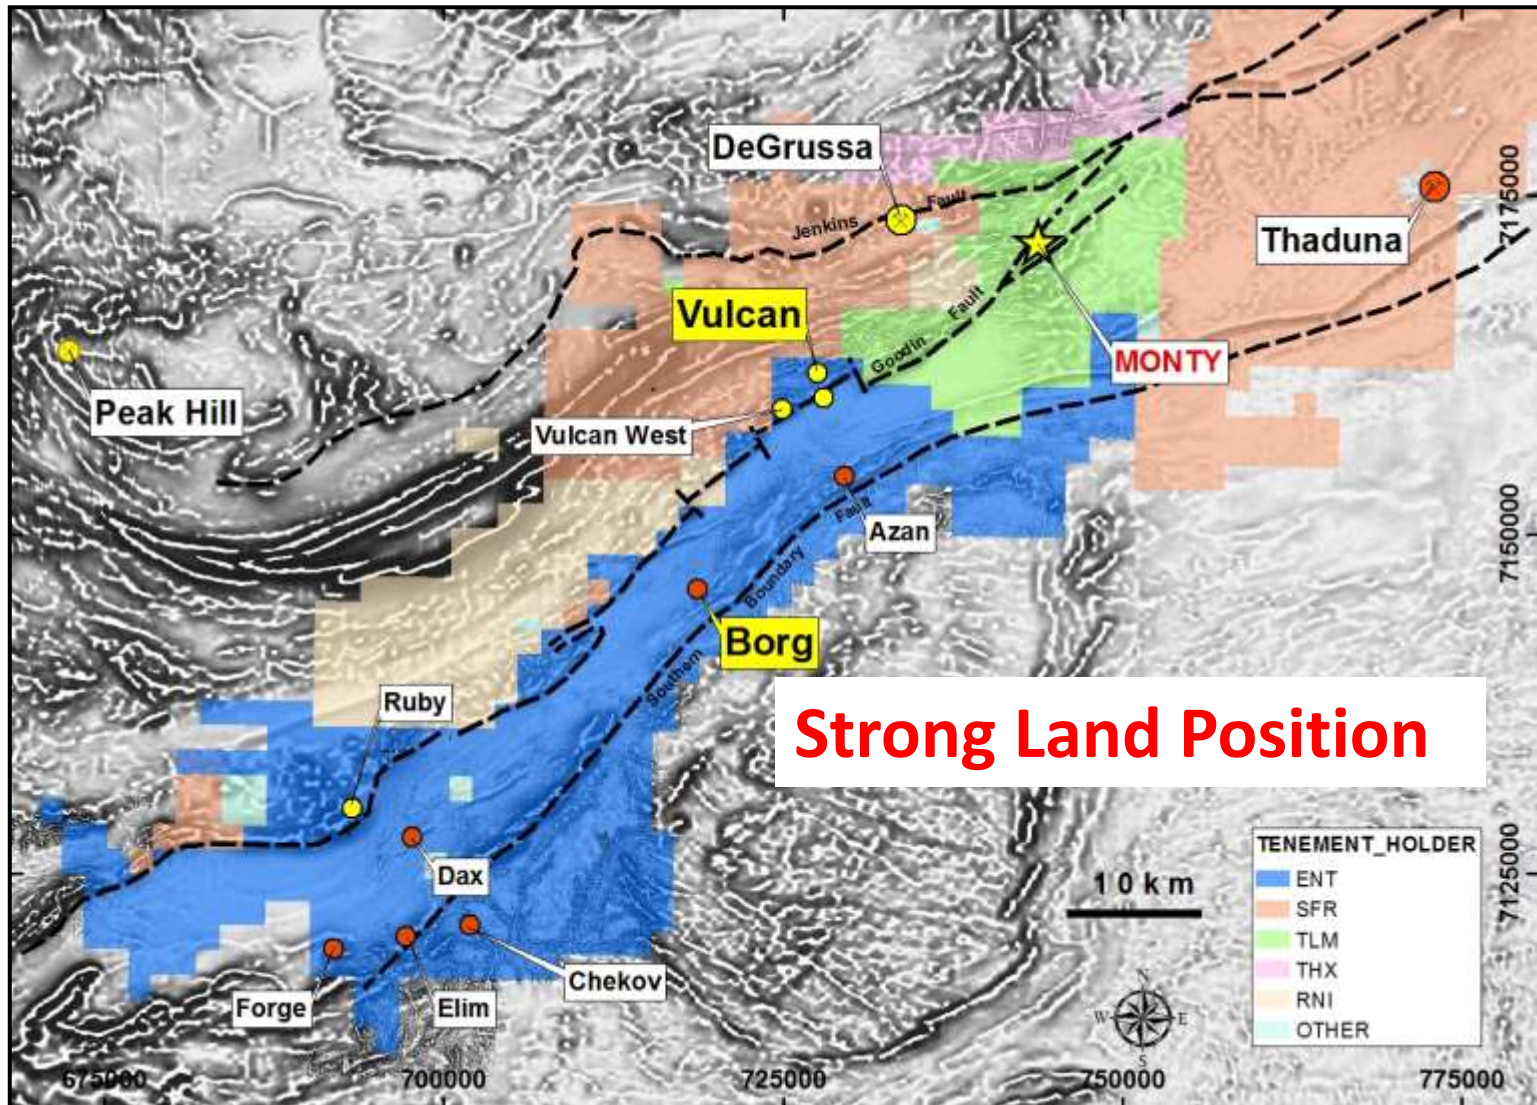 DeGrussa
Jenkins Fault
Thaduna
Vulcan
Goodin Fault
MONTY
Peak Hill
Vulcan West
Azan
Southern Boundary Fault
Borg
Ruby
Strong Land Position
Dax
Chekov
Forge
Elim
10km
TENEMENT_HOLDER
ENT
SFR
TLM
THX
RNI
OTHER
N
W
E
S
7175000
7150000
7125000
675000
700000
725000
750000
775000